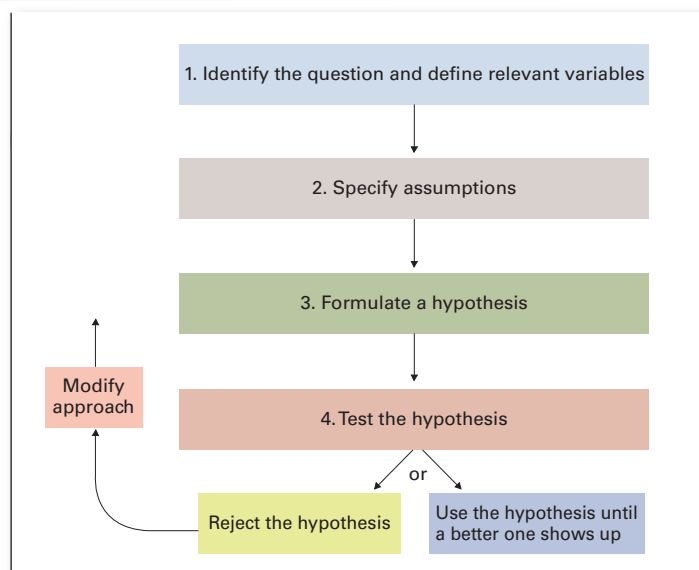 1. Identify the question and define relevant variables
2. Specify assumptions
3. Formulate a hypothesis
Modify
approach
4. Test the hypothesis
or
Reject the hypothesis
Use the hypothesis until
a better one shows up